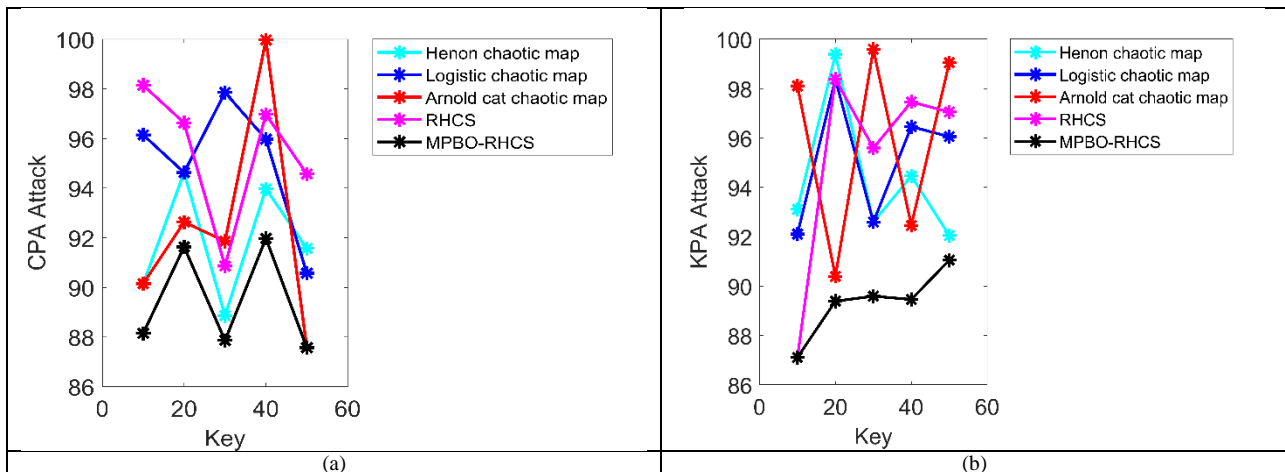 100
98
96
94
92
90
88
86
0
20
40
60
CPA Attack
Key
Henon chaotic map
Logistic chaotic map
Arnold cat chaotic map
RHCS
MPBO-RHCS
(a)
100
98
96
94
92
90
88
86
0
20
40
60
KPA Attack
Key
Henon chaotic map
Logistic chaotic map
Arnold cat chaotic map
RHCS
MPBO-RHCS
(b)